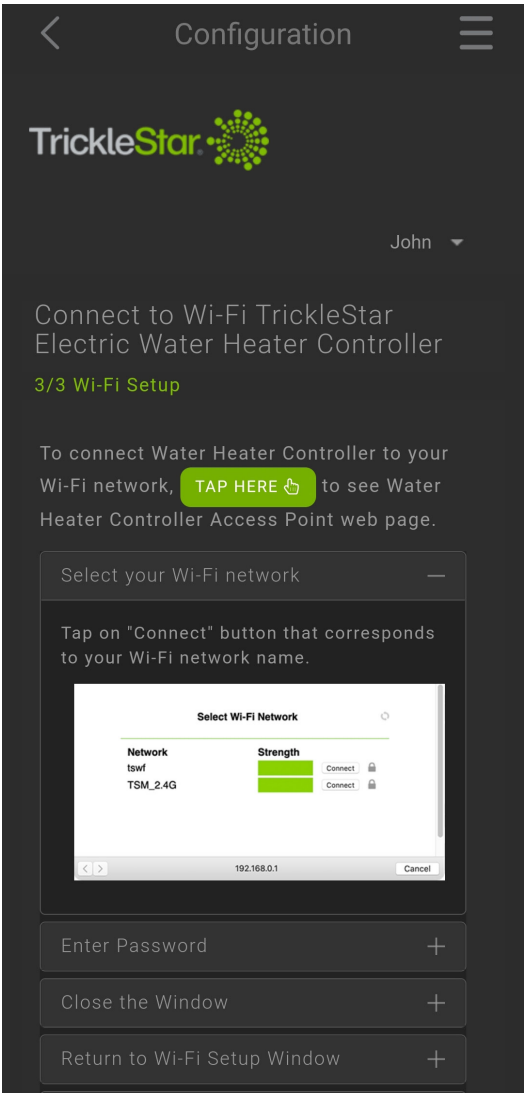 Configuration
TrickleStar®
John
Connect to Wi-Fi TrickleStar
Electric Water Heater Controller
3/3 Wi-Fi Setup
To connect Water Heater Controller to your
Wi-Fi network, TAP HERE to see Water
Heater Controller Access Point web page.
Select your Wi-Fi network
Tap on "Connect" button that corresponds
to your Wi-Fi network name.
Select Wi-Fi Network
Network Strength
tswf Connect
TSM_2.4G Connect
192.168.0.1 Cancel
Enter Password
Close the Window
Return to Wi-Fi Setup Window